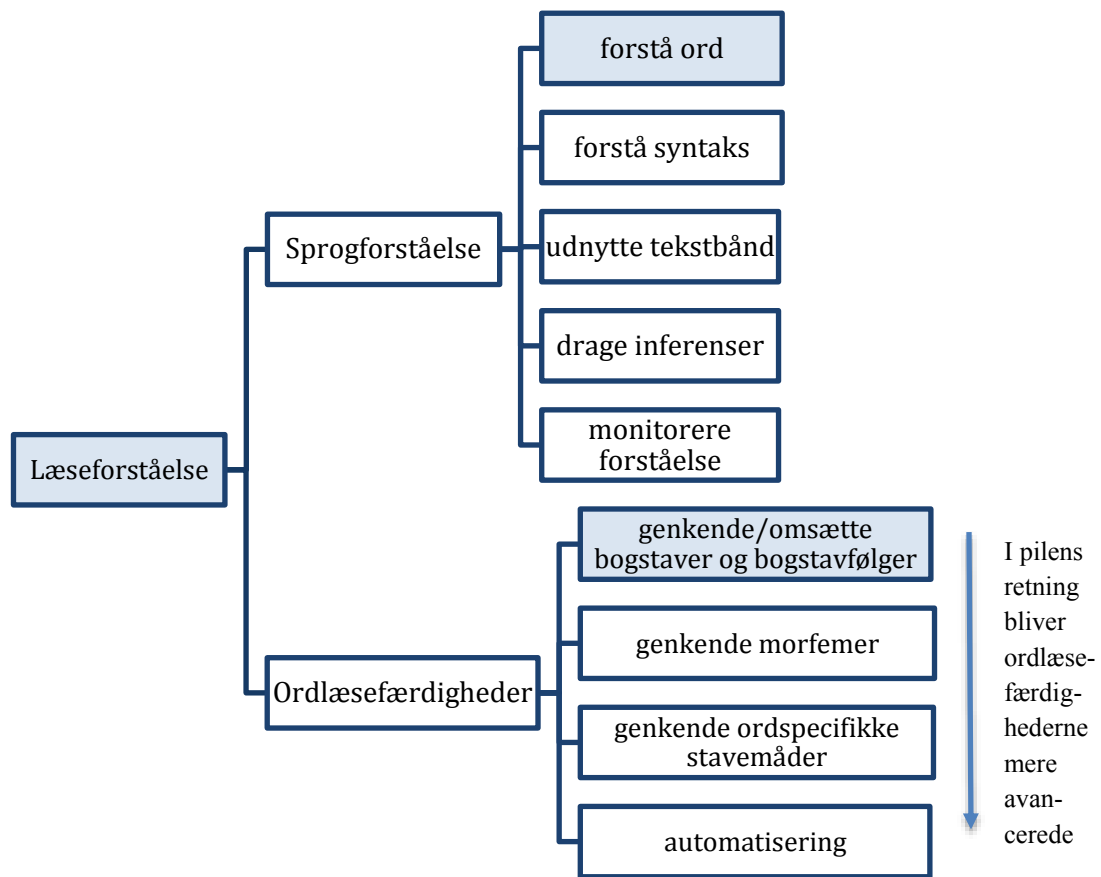 forstå ord
forstå syntaks
Sprogforståelse
udnytte tekstbånd
drage inferenser
monitorere
forståelse
Læseforståelse
genkende/omsætte
bogstaver og bogstavfølger
genkende morfemer
Ordlæsefærdigheder
genkende ordspecifikke
stavemåder
automatisering
I pilens
retning
bliver
ordlæse-
færdig-
hederne
mere
avan-
cerede